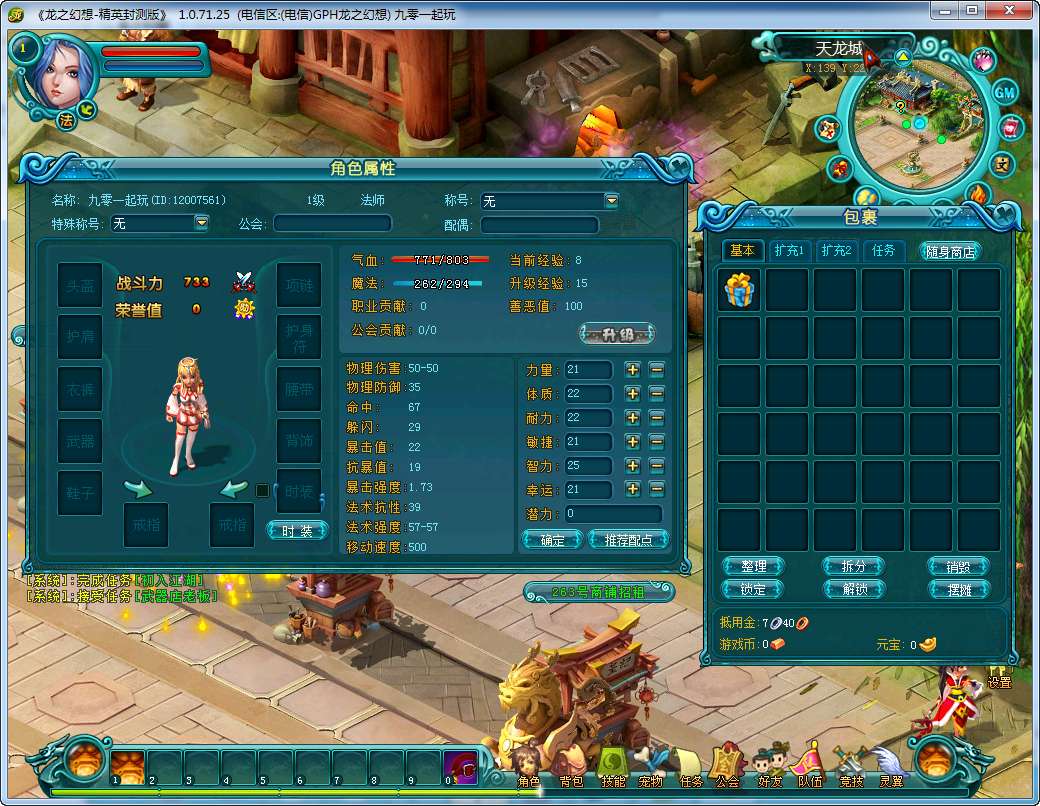 《龙之幻想-精英封测版》 1.0.71.25 (电信区:(电信)GPH龙之幻想) 九零一起玩
1
法
天龙城
X:139 Y:22
GM
角色属性
名称: 九零一起玩(ID:12007561) 1级 法师 称号: 无
特殊称号: 无 公会: 配偶:
头盔
护肩
衣裤
武器
鞋子
戒指
戒指
项链
护身符
腰带
背饰
时装
战斗力 733
荣誉值 0
时装
气血: 771/803 当前经验: 8
魔法: 262/294 升级经验: 15
职业贡献: 0 善恶值: 100
公会贡献: 0/0
升级
物理伤害: 50-50
物理防御: 35
命中: 67
躲闪: 29
暴击值: 22
抗暴值: 19
暴击强度: 1.73
法术抗性: 39
法术强度: 57-57
移动速度: 500
力量: 21
体质: 22
耐力: 22
敏捷: 21
智力: 25
幸运: 21
潜力: 0
确定 推荐配点
包裹
基本 扩充1 扩充2 任务 随身商店
整理 拆分 销毁
锁定 解锁 摆摊
抵用金: 7 40
游戏币: 0 元宝: 0
[系统]:完成任务[初入江湖]
[系统]:接受任务[武器店老板]
263号商铺招租
设置
1 2 3 4 5 6 7 8 9 0
角色 背包 技能 宠物 任务 公会 好友 队伍 竞技 灵翼